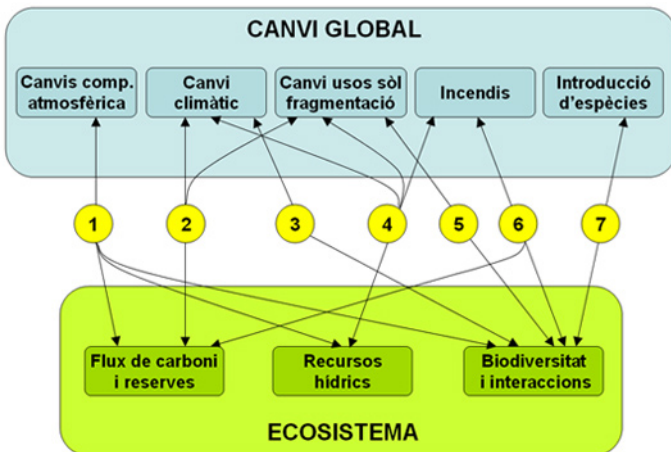 CANVI GLOBAL
Canvis comp.
atmosfèrica
Canvi
climàtic
Canvi usos sòl
fragmentació
Incendis
Introducció
d'espècies
1
2
3
4
5
6
7
Flux de carboni
i reserves
Recursos
hídrics
Biodiversitat
i interaccions
ECOSISTEMA